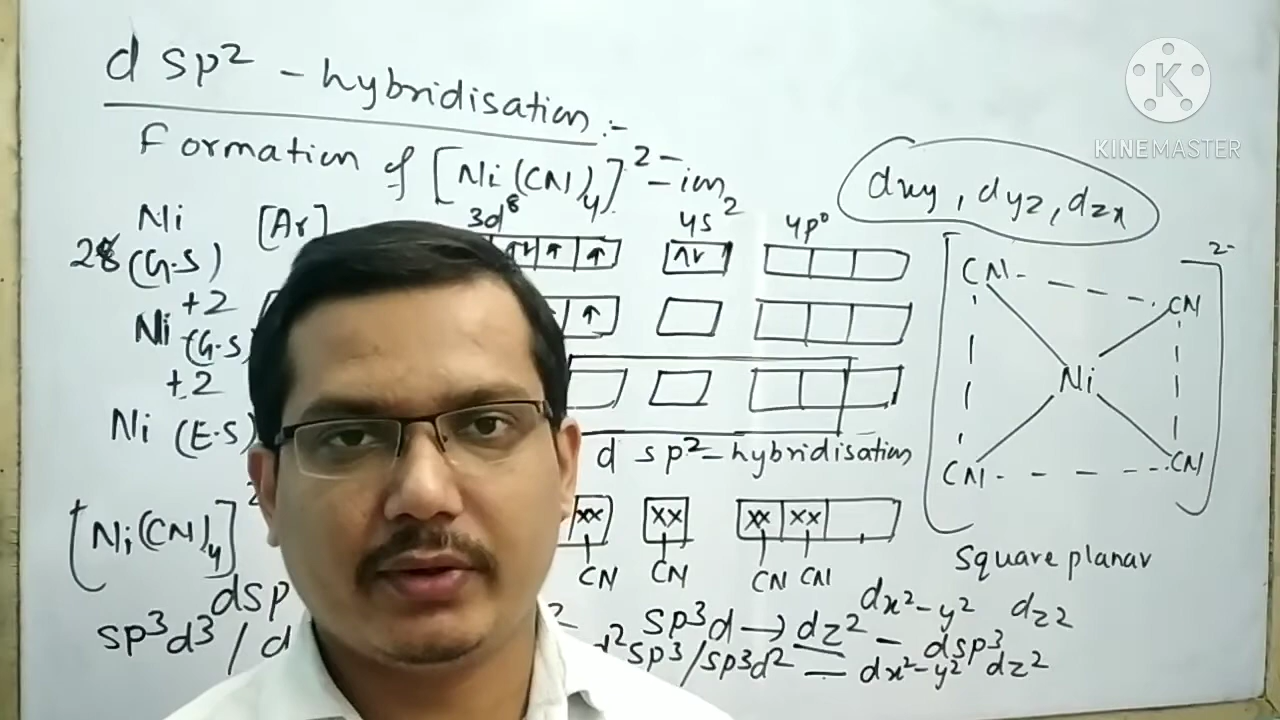 dsp² - hybridisation :-
Formation of [Ni(CN)₄]²⁻ - ion
K
KINEMASTER
dxy, dyz, dzx
Ni [Ar] 3d⁸ 4s² 4p⁰
28 (G.S)
+2
Ni (G.S)
+2
Ni (E.S)
dsp² - hybridisation
[Ni(CN)₄]
xx xx xx xx
CN CN CN CN
2-
CN CN
Ni
CN CN
square planar
dsp
dx²-y² dz²
sp³d³ / d
sp³d → dz² - dsp³
d²sp³/sp³d² — dx²-y² dz²